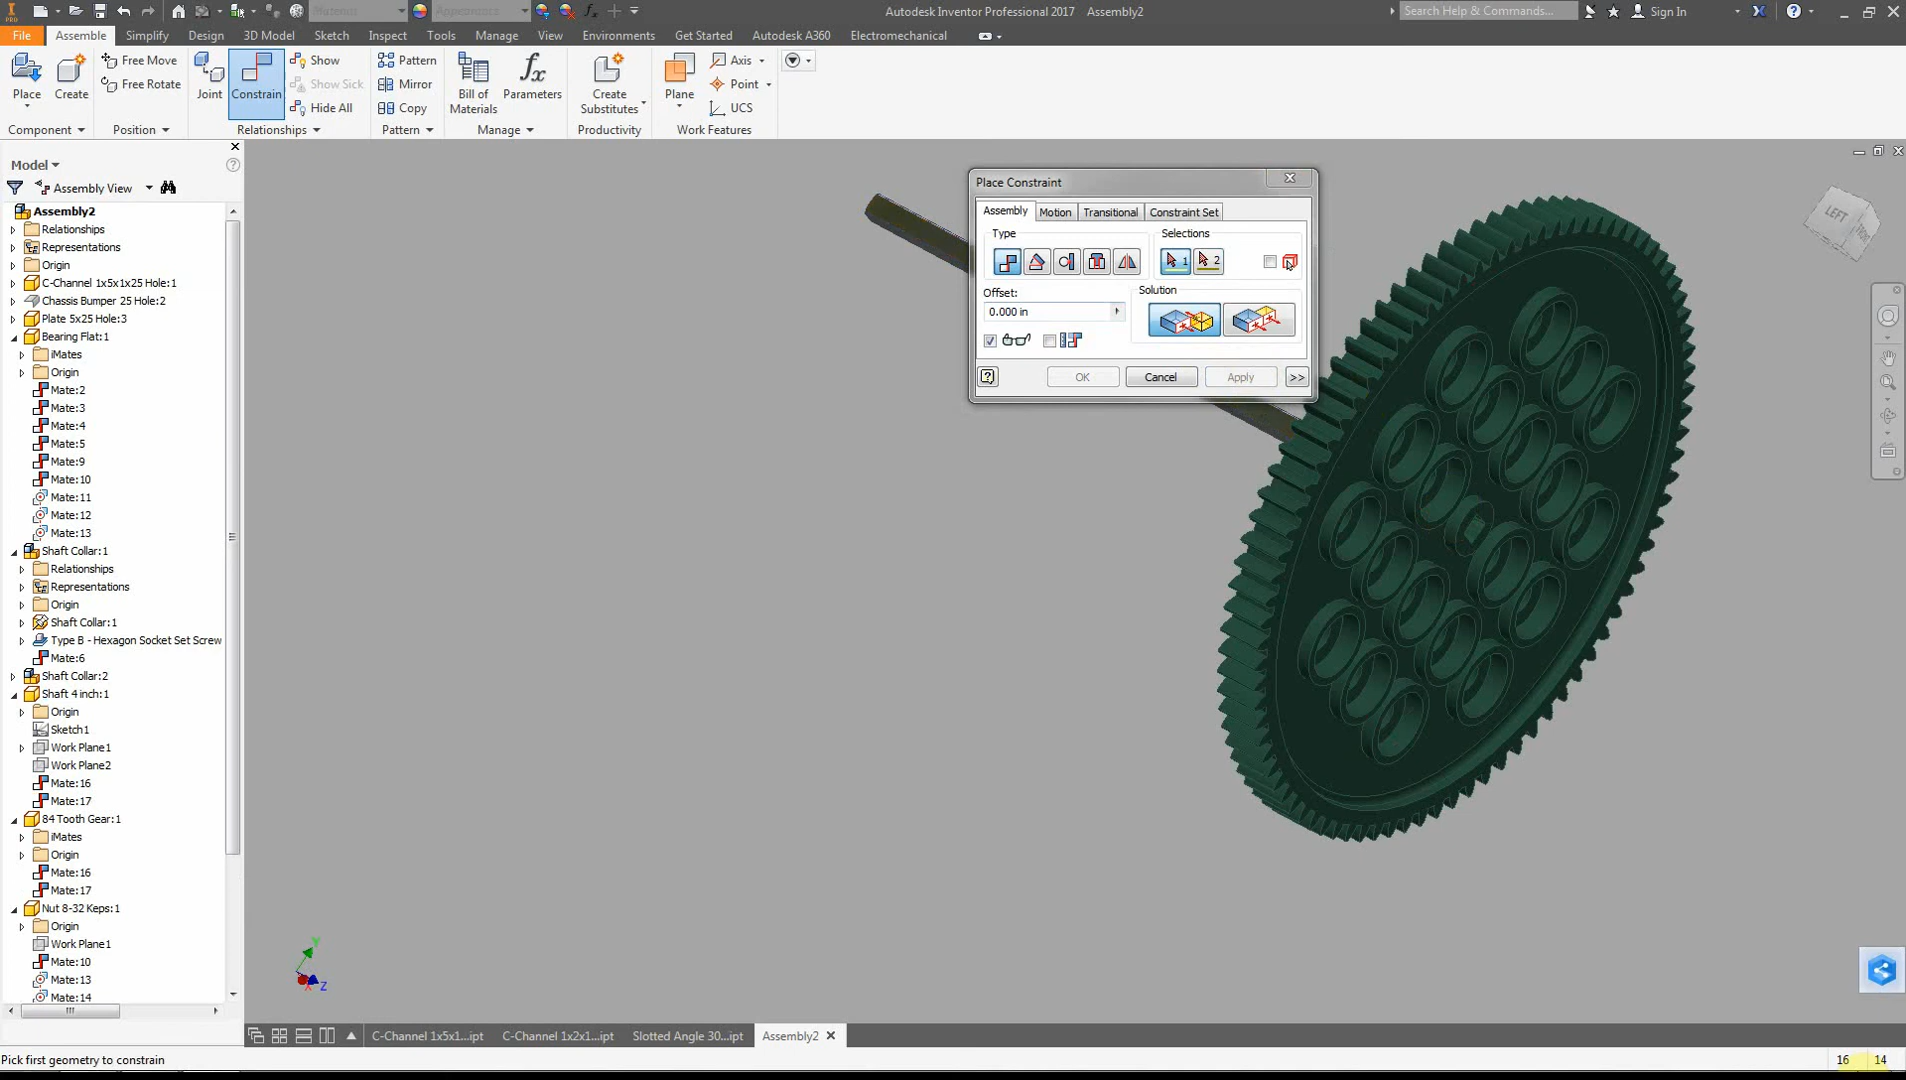 Materials
Appearances
Autodesk Inventor Professional 2017 Assembly2
Search Help & Commands...
Sign In
PRO
File Assemble Simplify Design 3D Model Sketch Inspect Tools Manage View Environments Get Started Autodesk A360 Electromechanical
Place
Create
Free Move
Free Rotate
Joint
Constrain
Show
Show Sick
Hide All
Pattern
Mirror
Copy
Bill of
Materials
Parameters
Create
Substitutes
Plane
Axis
Point
UCS
Component Position Relationships Pattern Manage Productivity Work Features
Model
Assembly View
Assembly2
Relationships
Representations
Origin
C-Channel 1x5x1x25 Hole:1
Chassis Bumper 25 Hole:2
Plate 5x25 Hole:3
Bearing Flat:1
iMates
Origin
Mate:2
Mate:3
Mate:4
Mate:5
Mate:9
Mate:10
Mate:11
Mate:12
Mate:13
Shaft Collar:1
Relationships
Representations
Origin
Shaft Collar:1
Type B - Hexagon Socket Set Screw
Mate:6
Shaft Collar:2
Shaft 4 inch:1
Origin
Sketch1
Work Plane1
Work Plane2
Mate:16
Mate:17
84 Tooth Gear:1
iMates
Origin
Mate:16
Mate:17
Nut 8-32 Keps:1
Origin
Work Plane1
Mate:10
Mate:13
Mate:14
Place Constraint
Assembly Motion Transitional Constraint Set
Type
Selections
1
2
Offset:
0.000 in
Solution
OK
Cancel
Apply
>>
LEFT
Y
X
Z
C-Channel 1x5x1...ipt C-Channel 1x2x1...ipt Slotted Angle 30...ipt Assembly2
Pick first geometry to constrain
16 14